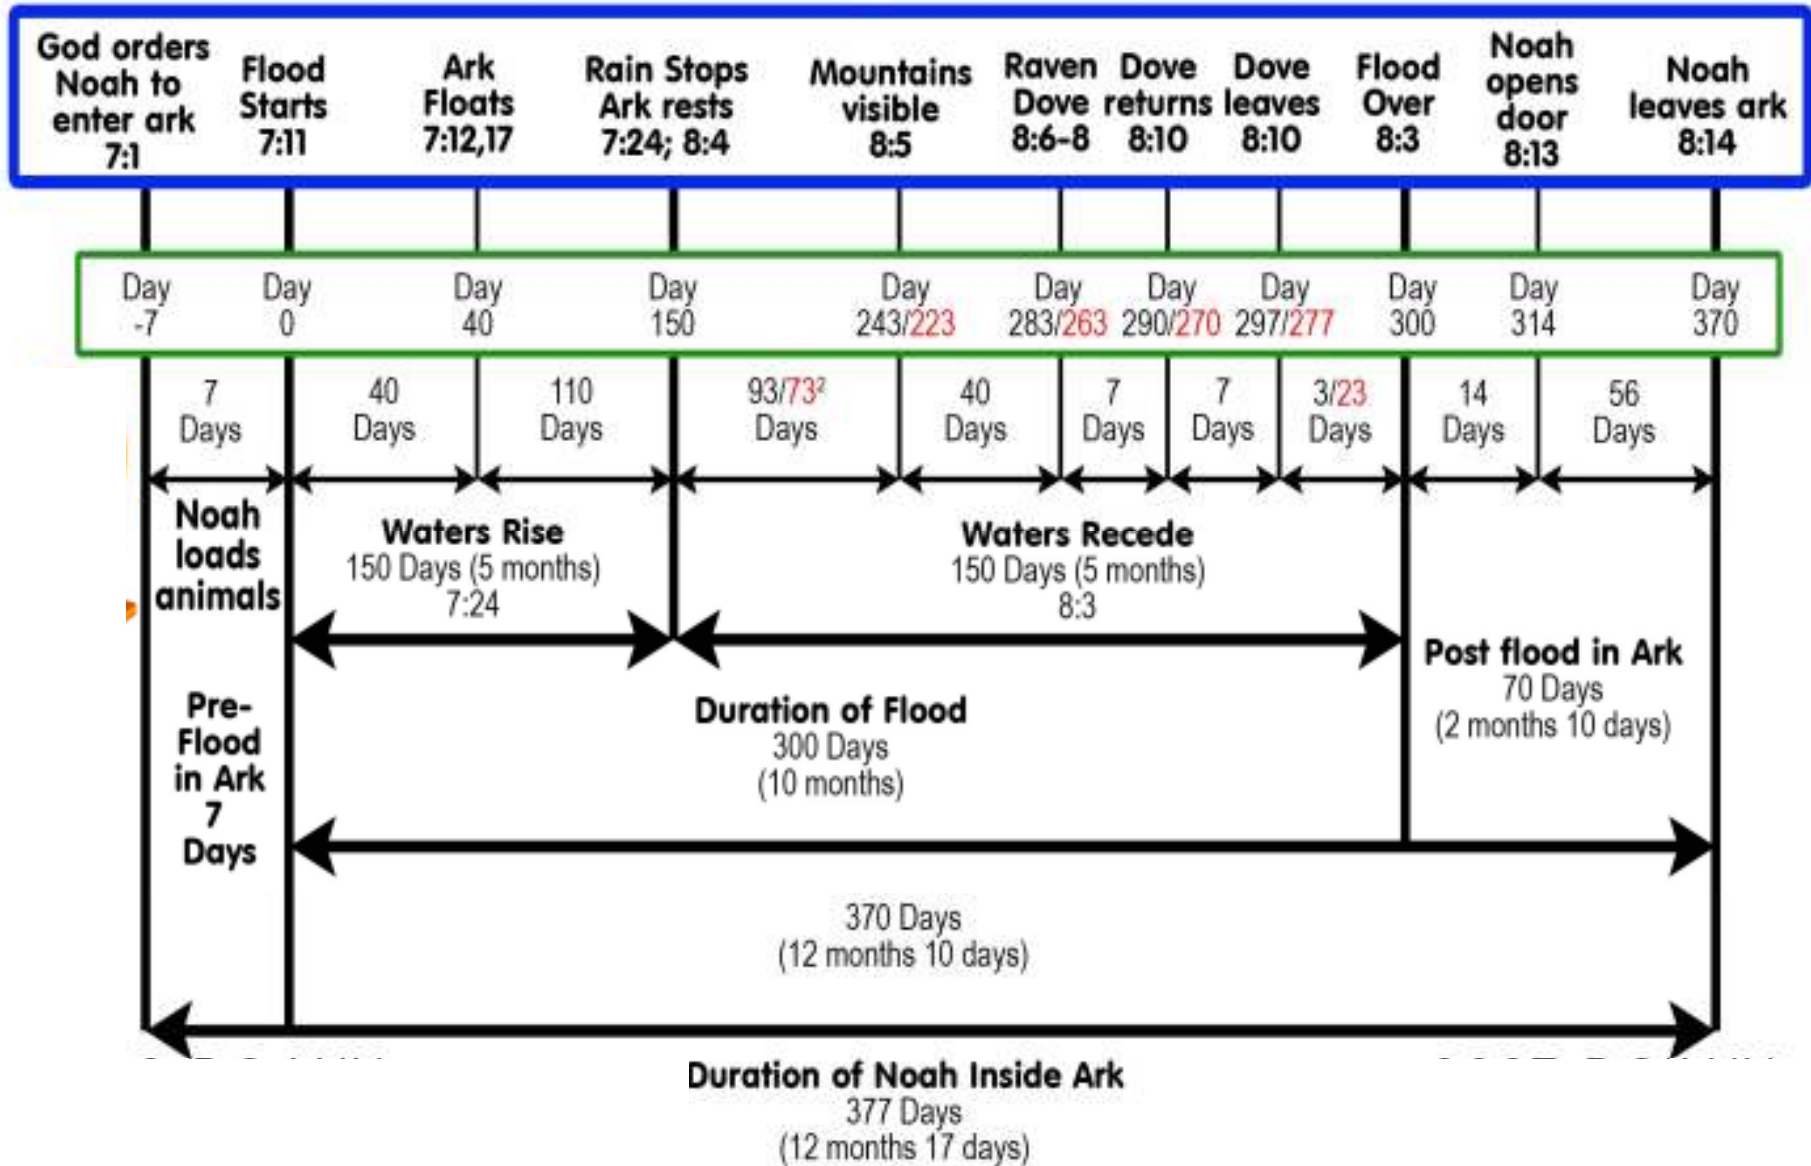 God orders
Noah to
enter ark
7:1
Flood
Starts
7:11
Ark
Floats
7:12,17
Rain Stops
Ark rests
7:24; 8:4
Mountains
visible
8:5
Raven
Dove
8:6-8
Dove
returns
8:10
Dove
leaves
8:10
Flood
Over
8:3
Noah
opens
door
8:13
Noah
leaves ark
8:14
Day
-7
Day
0
Day
40
Day
150
Day
243/223
Day
283/263
Day
290/270
Day
297/277
Day
300
Day
314
Day
370
7
Days
40
Days
110
Days
93/73²
Days
40
Days
7
Days
7
Days
3/23
Days
14
Days
56
Days
Noah
loads
animals
Waters Rise
150 Days (5 months)
7:24
Waters Recede
150 Days (5 months)
8:3
Pre-
Flood
in Ark
7
Days
Duration of Flood
300 Days
(10 months)
Post flood in Ark
70 Days
(2 months 10 days)
370 Days
(12 months 10 days)
Duration of Noah Inside Ark
377 Days
(12 months 17 days)